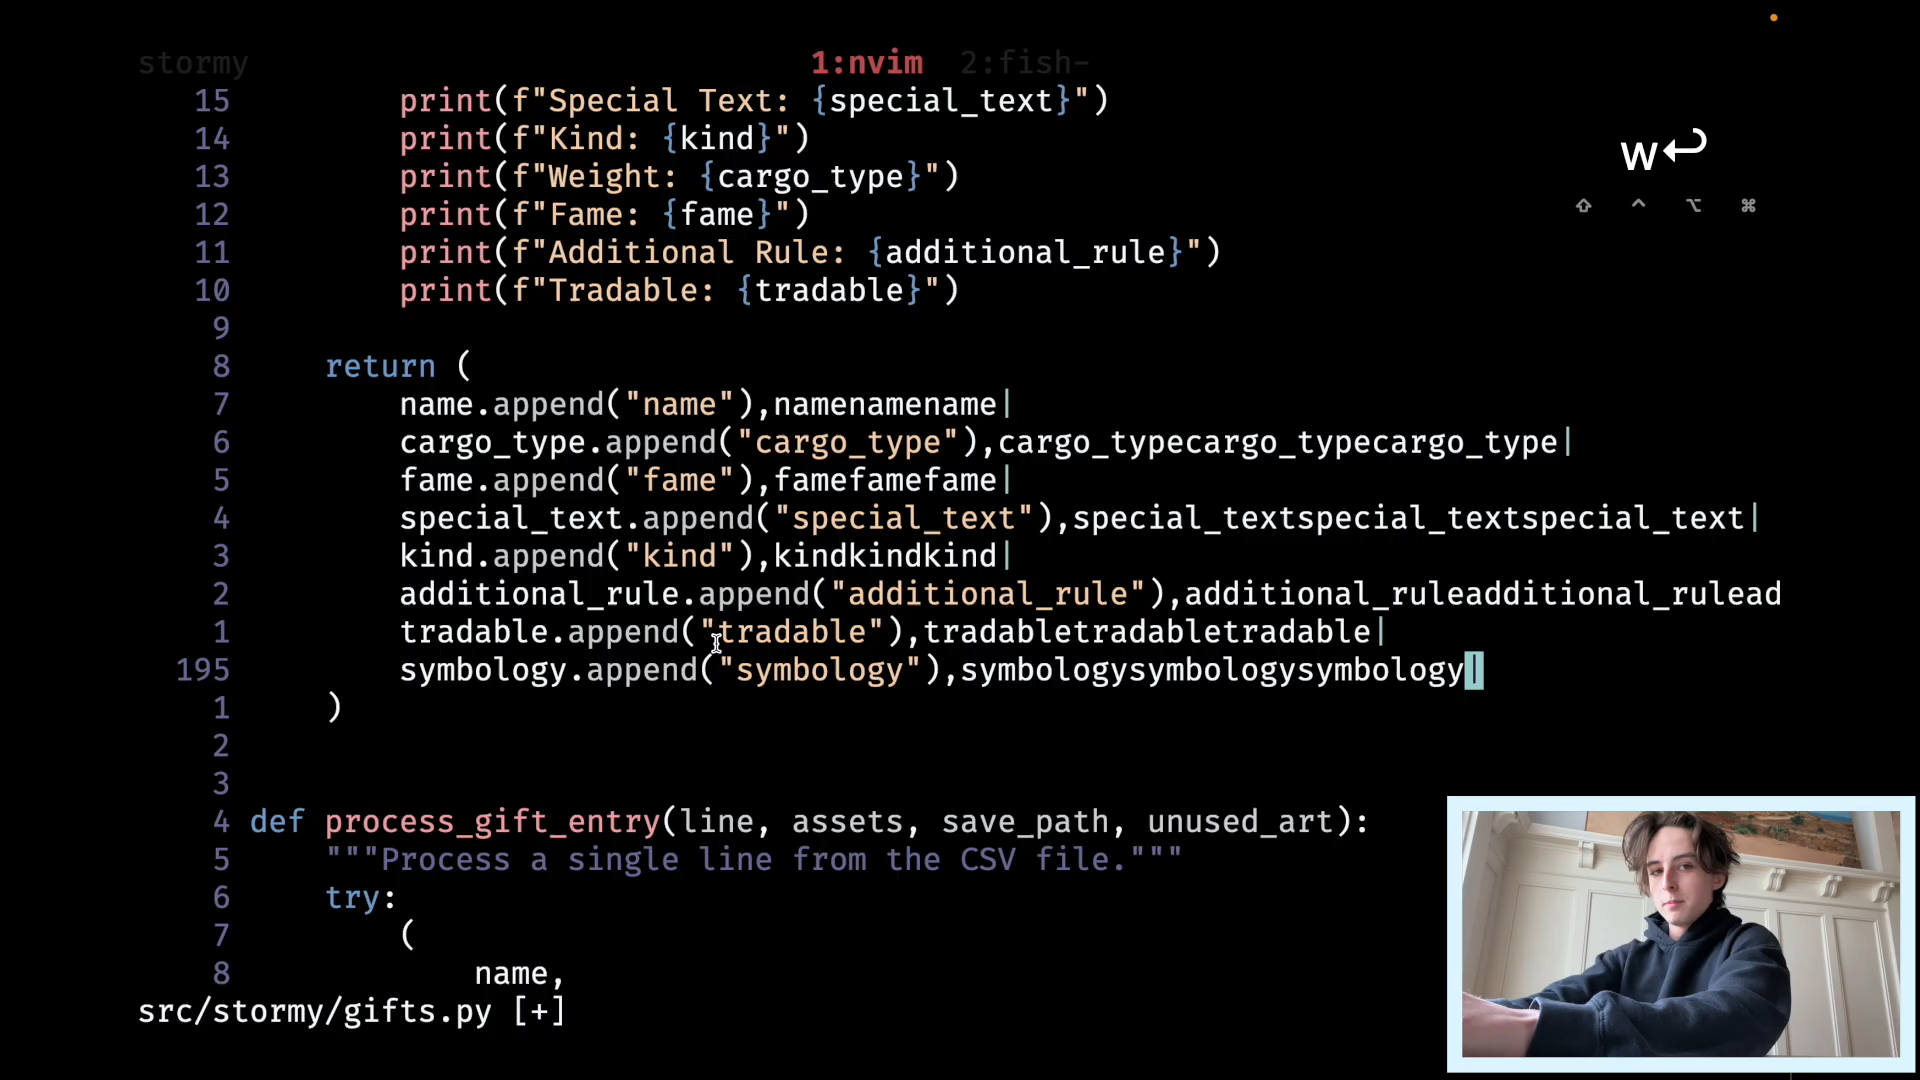 stormy 1:nvim 2:fish-
15 print(f"Special Text: {special_text}")
14 print(f"Kind: {kind}")
13 print(f"Weight: {cargo_type}")
12 print(f"Fame: {fame}")
11 print(f"Additional Rule: {additional_rule}")
10 print(f"Tradable: {tradable}")
9
8 return (
7 name.append("name"),namenamename|
6 cargo_type.append("cargo_type"),cargo_typecargo_typecargo_type|
5 fame.append("fame"),famefamefame|
4 special_text.append("special_text"),special_textspecial_textspecial_text|
3 kind.append("kind"),kindkindkind|
2 additional_rule.append("additional_rule"),additional_ruleadditional_rulead
1 tradable.append("tradable"),tradabletradabletradable|
195 symbology.append("symbology"),symbologysymbologysymbology|
1 )
2
3
4 def process_gift_entry(line, assets, save_path, unused_art):
5 """Process a single line from the CSV file."""
6 try:
7 (
8 name,
src/stormy/gifts.py [+]
w↩
⇧ ⌃ ⌥ ⌘